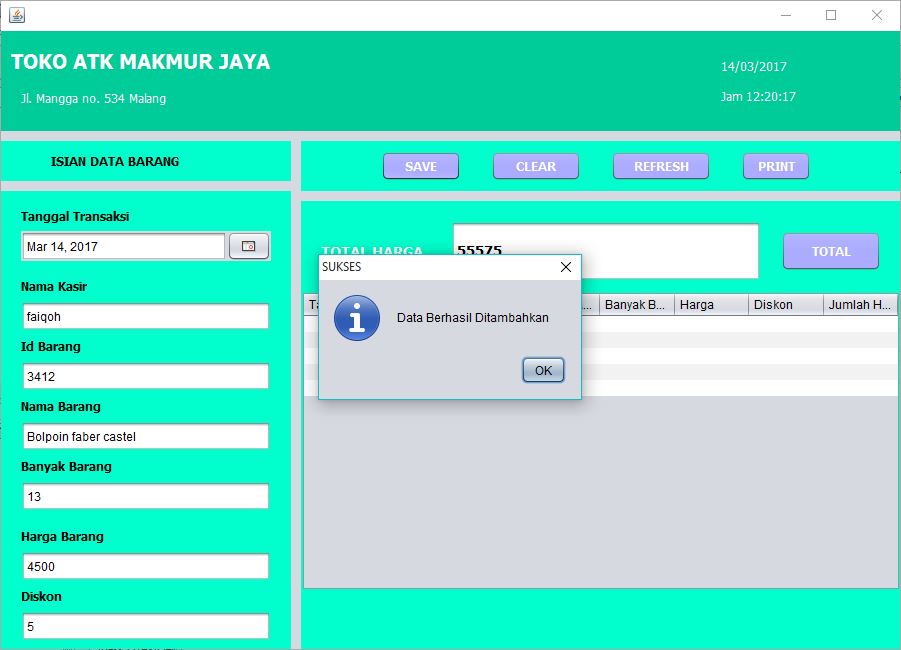 TOKO ATK MAKMUR JAYA
14/03/2017
Jl. Mangga no. 534 Malang
Jam 12:20:17
ISIAN DATA BARANG
SAVE
CLEAR
REFRESH
PRINT
Tanggal Transaksi
Mar 14, 2017
Nama Kasir
faiqoh
Id Barang
3412
Nama Barang
Bolpoin faber castel
Banyak Barang
13
Harga Barang
4500
Diskon
5
TOTAL HARGA
55575
TOTAL
Banyak B...
Harga
Diskon
Jumlah H...
SUKSES
Data Berhasil Ditambahkan
OK